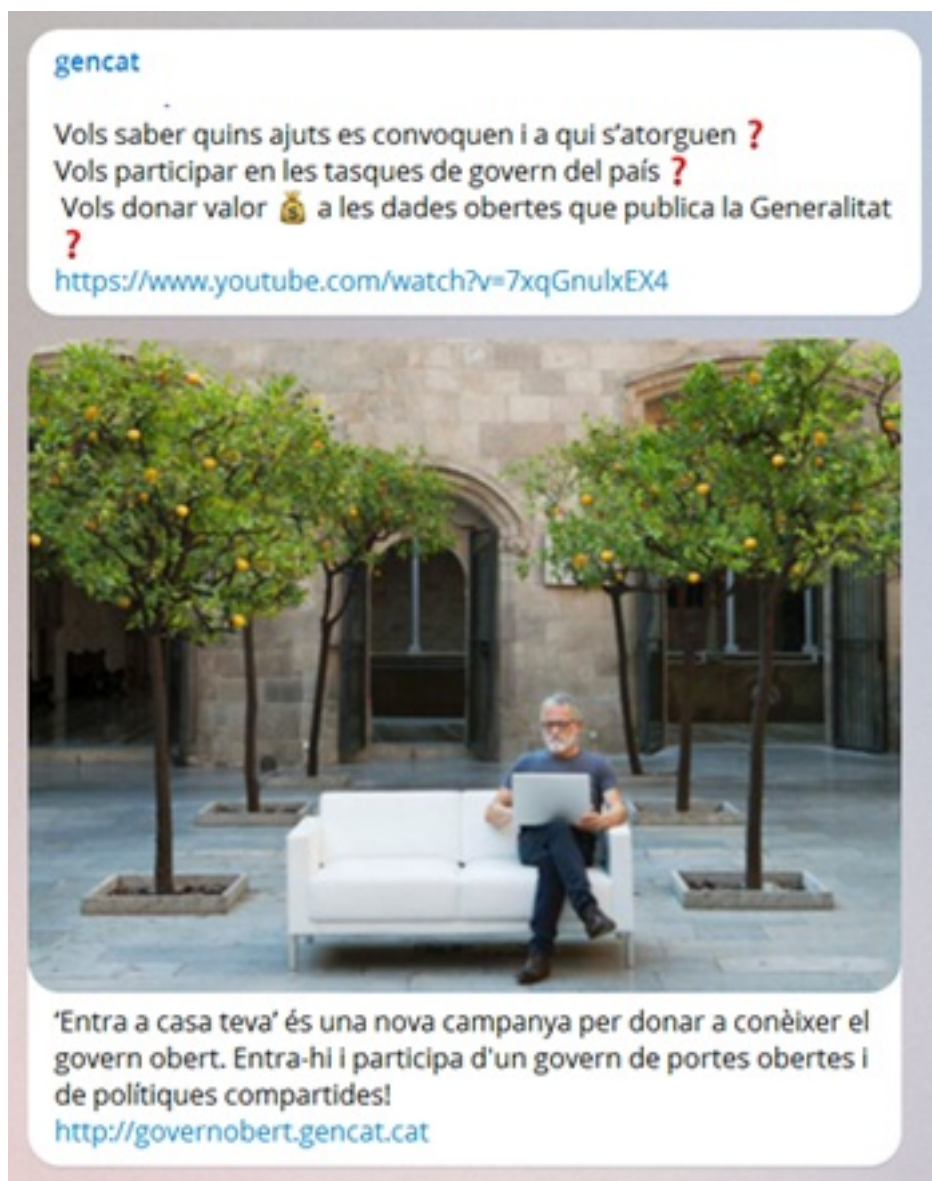 gencat
Vols saber quins ajuts es convoquen i a qui s'atorguen ❓
Vols participar en les tasques de govern del país ❓
Vols donar valor 💰 a les dades obertes que publica la Generalitat
❓
https://www.youtube.com/watch?v=7xqGnulxEX4
‘Entra a casa teva’ és una nova campanya per donar a conèixer el
govern obert. Entra-hi i participa d'un govern de portes obertes i
de polítiques compartides!
http://governobert.gencat.cat